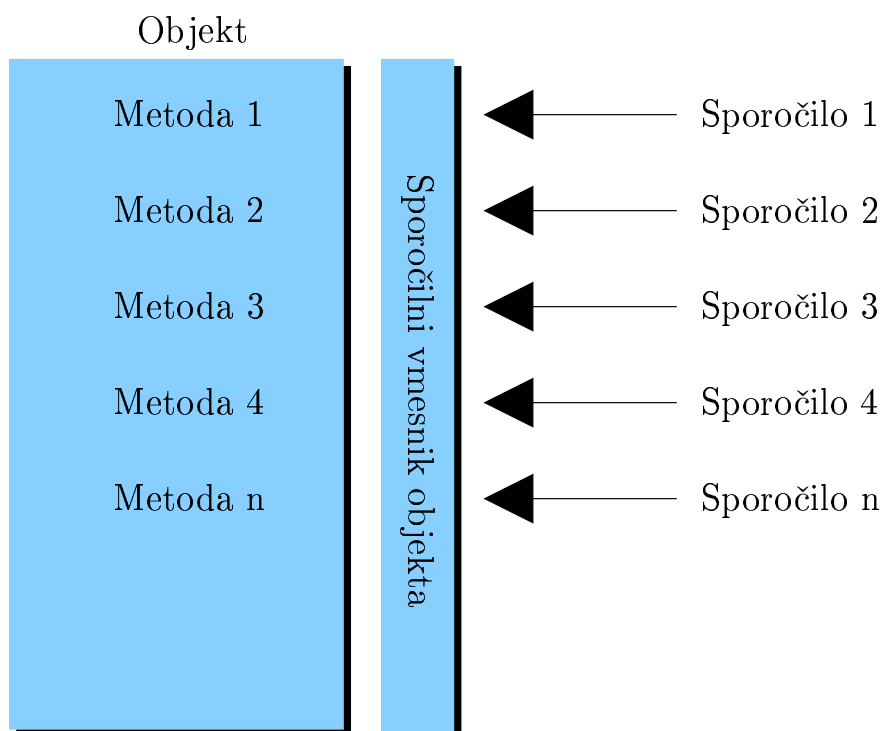 Objekt
Metoda 1
Metoda 2
Metoda 3
Metoda 4
Metoda n
Sporočilni vmesnik objekta
Sporočilo 1
Sporočilo 2
Sporočilo 3
Sporočilo 4
Sporočilo n